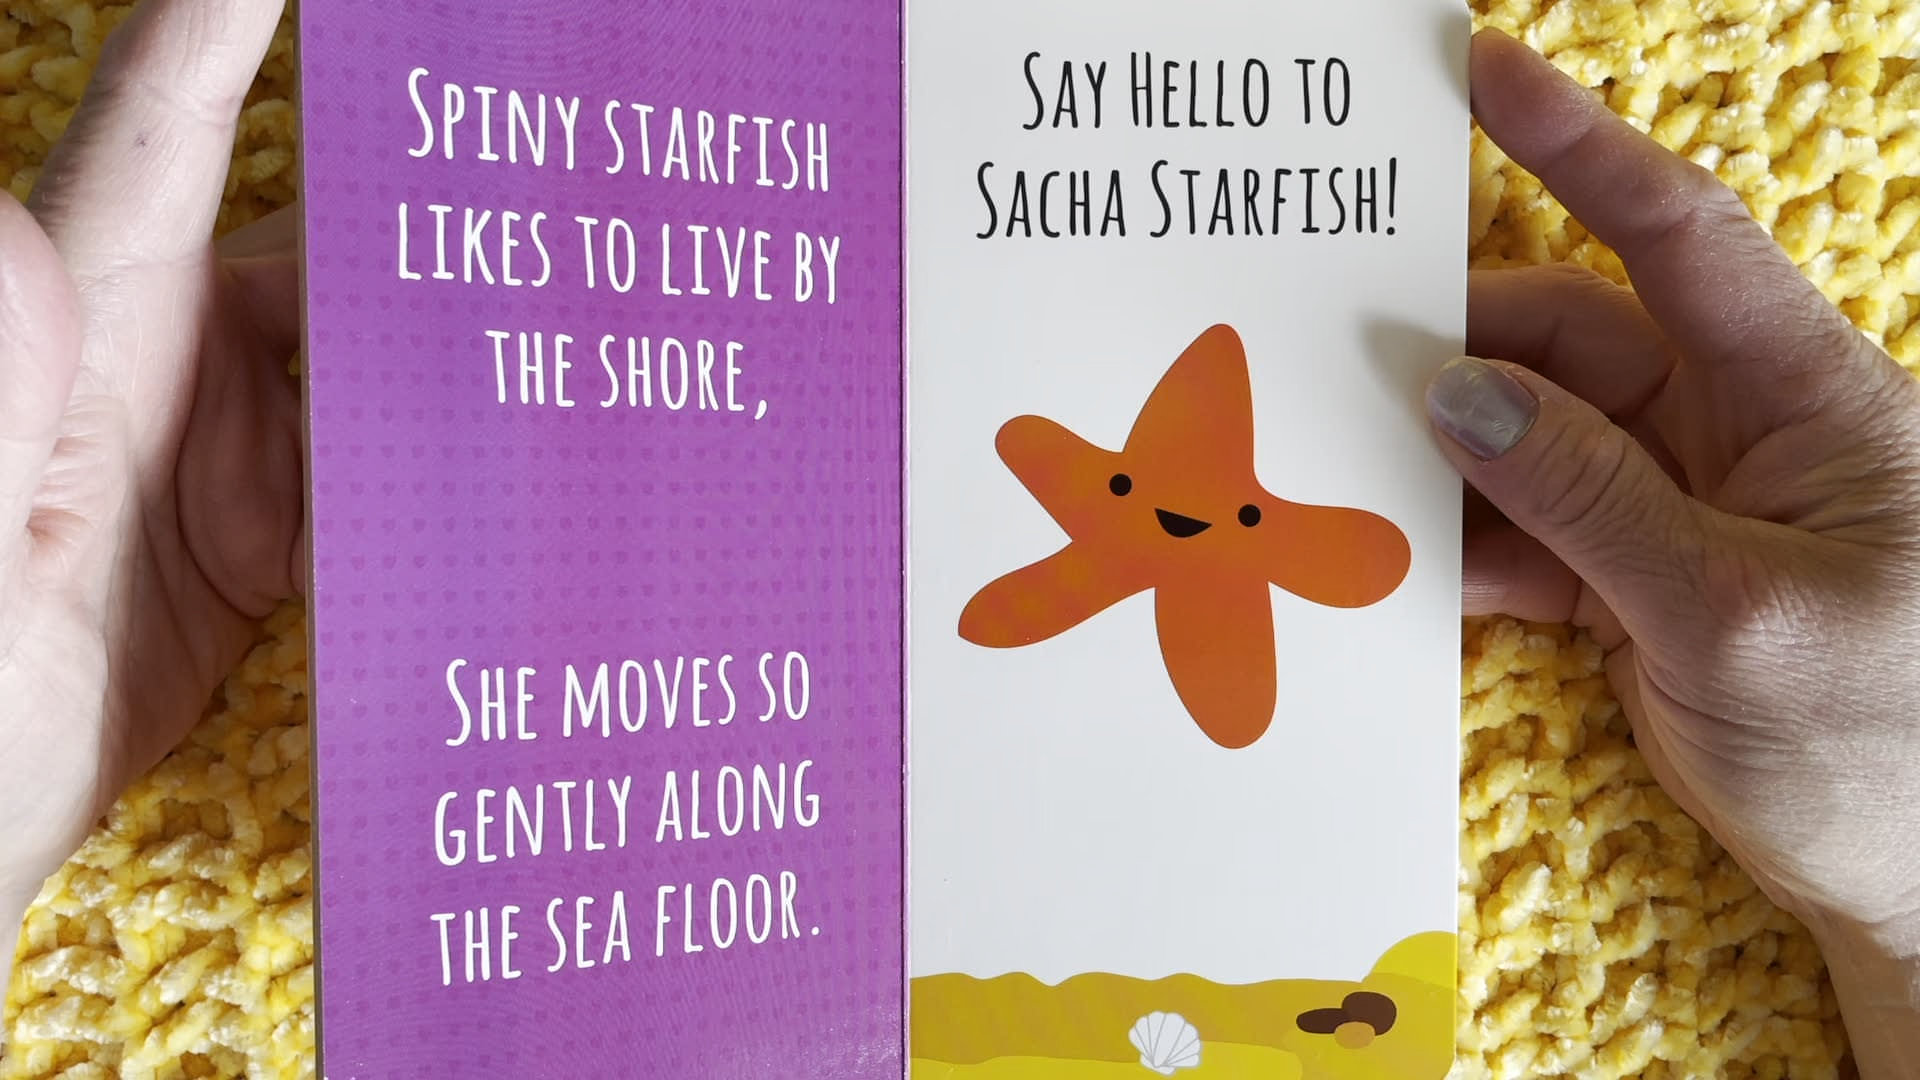 SPINY STARFISH
LIKES TO LIVE BY
THE SHORE,
SHE MOVES SO
GENTLY ALONG
THE SEA FLOOR.
SAY HELLO TO
SACHA STARFISH!